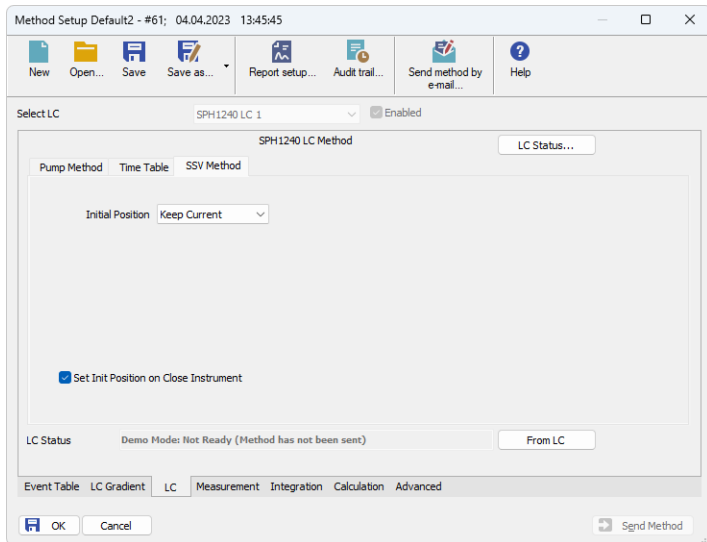 Method Setup Default2 - #61;  04.04.2023  13:45:45
New Open... Save Save as... Report setup... Audit trail... Send method by e-mail... Help
Select LC SPH1240 LC 1 Enabled
SPH1240 LC Method LC Status...
Pump Method Time Table SSV Method
Initial Position Keep Current
Set Init Position on Close Instrument
LC Status Demo Mode: Not Ready (Method has not been sent) From LC
Event Table LC Gradient LC Measurement Integration Calculation Advanced
OK Cancel Send Method